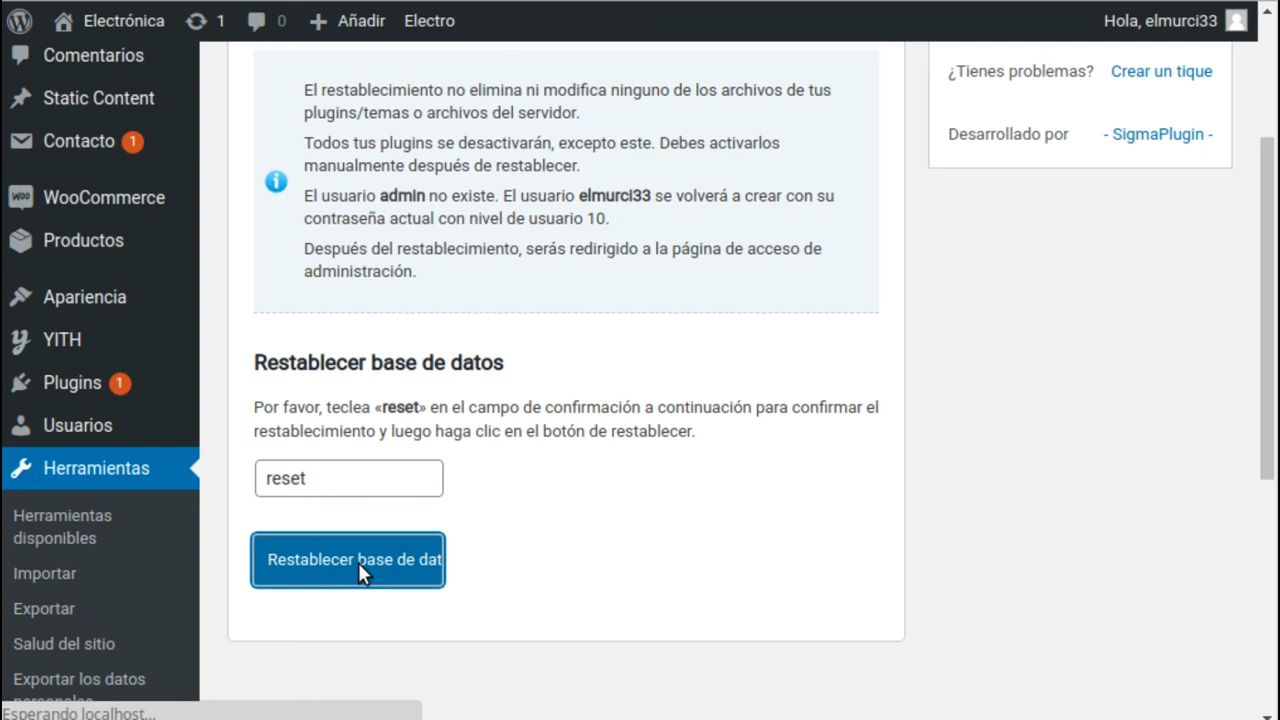 Electrónica
1
0
Añadir
Electro
Hola, elmurci33
Comentarios
Static Content
Contacto 1
WooCommerce
Productos
Apariencia
YITH
Plugins 1
Usuarios
Herramientas
Herramientas
disponibles
Importar
Exportar
Salud del sitio
Exportar los datos
personales
Esperando localhost...
El restablecimiento no elimina ni modifica ninguno de los archivos de tus
plugins/temas o archivos del servidor.
Todos tus plugins se desactivarán, excepto este. Debes activarlos
manualmente después de restablecer.
El usuario admin no existe. El usuario elmurci33 se volverá a crear con su
contraseña actual con nivel de usuario 10.
Después del restablecimiento, serás redirigido a la página de acceso de
administración.
Restablecer base de datos
Por favor, teclea «reset» en el campo de confirmación a continuación para confirmar el
restablecimiento y luego haga clic en el botón de restablecer.
reset
Restablecer base de dat
¿Tienes problemas? Crear un tique
Desarrollado por - SigmaPlugin -